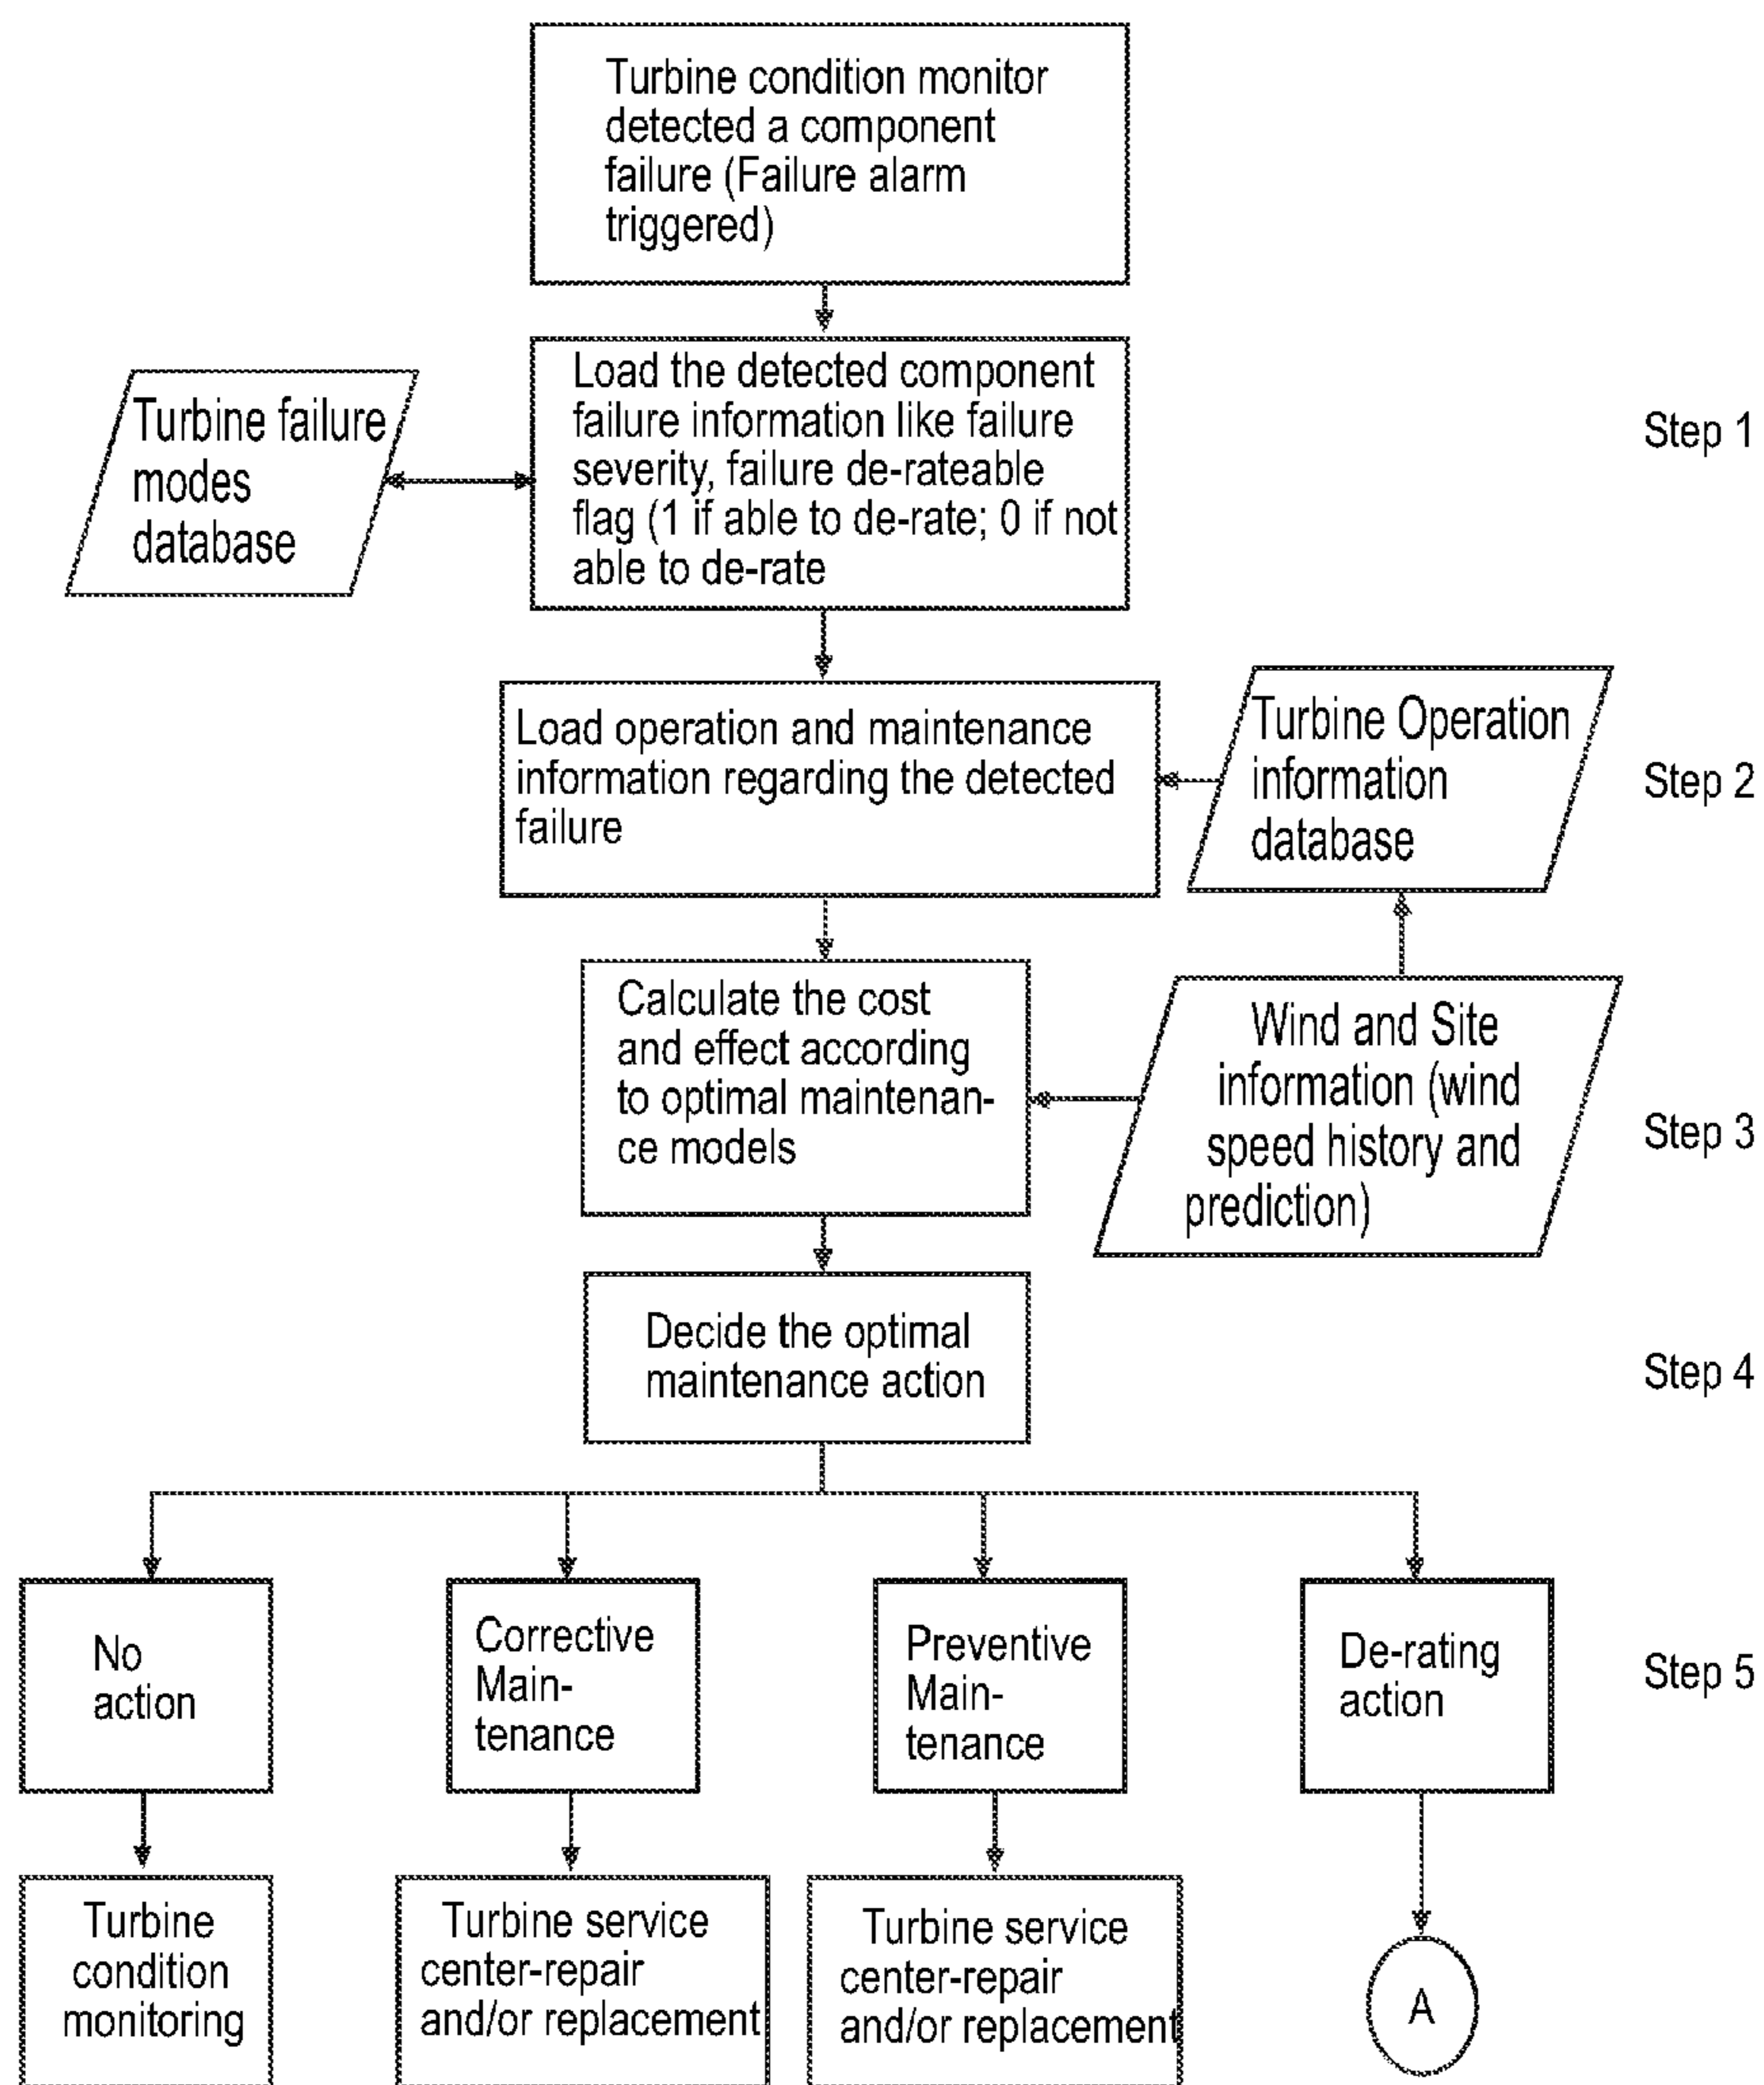 Turbine condition monitor
detected a component
failure (Failure alarm
triggered)
Turbine failure
modes
database
Load the detected component
failure information like failure
severity, failure de-rateable
flag (1 if able to de-rate; 0 if not
able to de-rate
Step 1
Load operation and maintenance
information regarding the detected
failure
Turbine Operation
information
database
Step 2
Calculate the cost
and effect according
to optimal maintenan-
ce models
Wind and Site
information (wind
speed history and
prediction)
Step 3
Decide the optimal
maintenance action
Step 4
No
action
Corrective
Main-
tenance
Preventive
Main-
tenance
De-rating
action
Step 5
Turbine
condition
monitoring
Turbine service
center-repair
and/or replacement
Turbine service
center-repair
and/or replacement
A